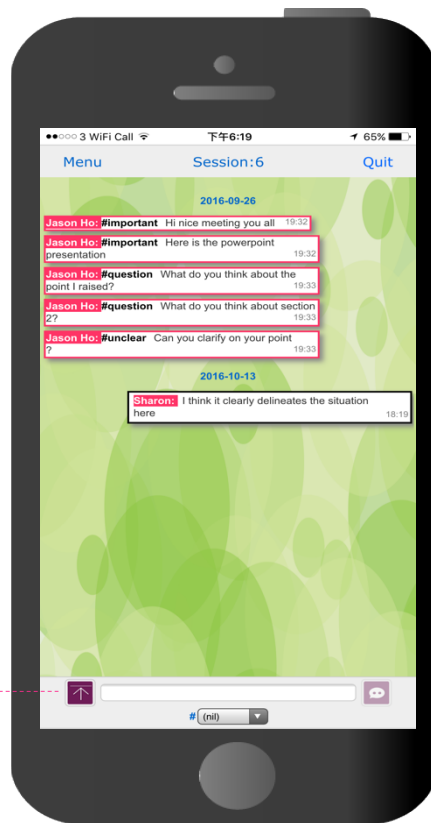 3 WiFi Call 下午6:19 65%
Menu Session:6 Quit
2016-09-26
Jason Ho: #important Hi nice meeting you all 19:32
Jason Ho: #important Here is the powerpoint
presentation 19:32
Jason Ho: #question What do you think about the
point I raised? 19:33
Jason Ho: #question What do you think about section
2? 19:33
Jason Ho: #unclear Can you clarify on your point
? 19:33
2016-10-13
Sharon: I think it clearly delineates the situation
here 18:19
# (nil)